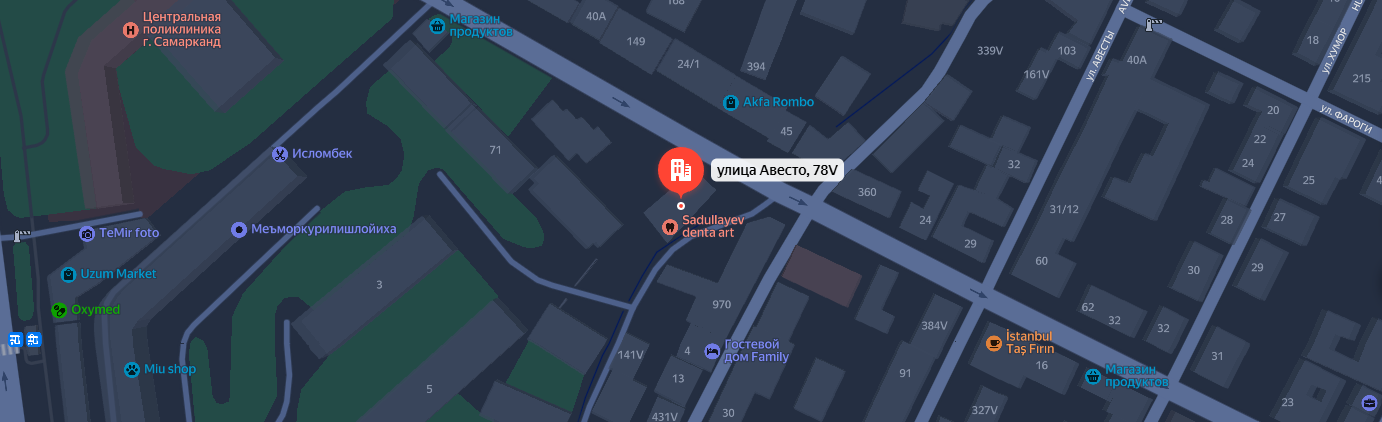 Центральная
поликлиника
г. Самарканд
Магазин
продуктов
40A
168
149
24/1
394
Akfa Rombo
45
339V
103
161V
ул. АВЕСТЫ
40A
18
ул. ХУМОР
215
ул. ФАРОГИ
20
22
24
25
Исломбек
71
улица Авесто, 78V
360
32
31/12
24
29
60
28
27
30
29
TeMir foto
Меъморкурилишлойиха
Sadullayev
denta art
Uzum Market
Oxymed
3
970
384V
62
32
32
Miu shop
5
141V
4
13
431V
Гостевой
дом Family
30
91
İstanbul
Taş Fırın
16
327V
Магазин
продуктов
31
23